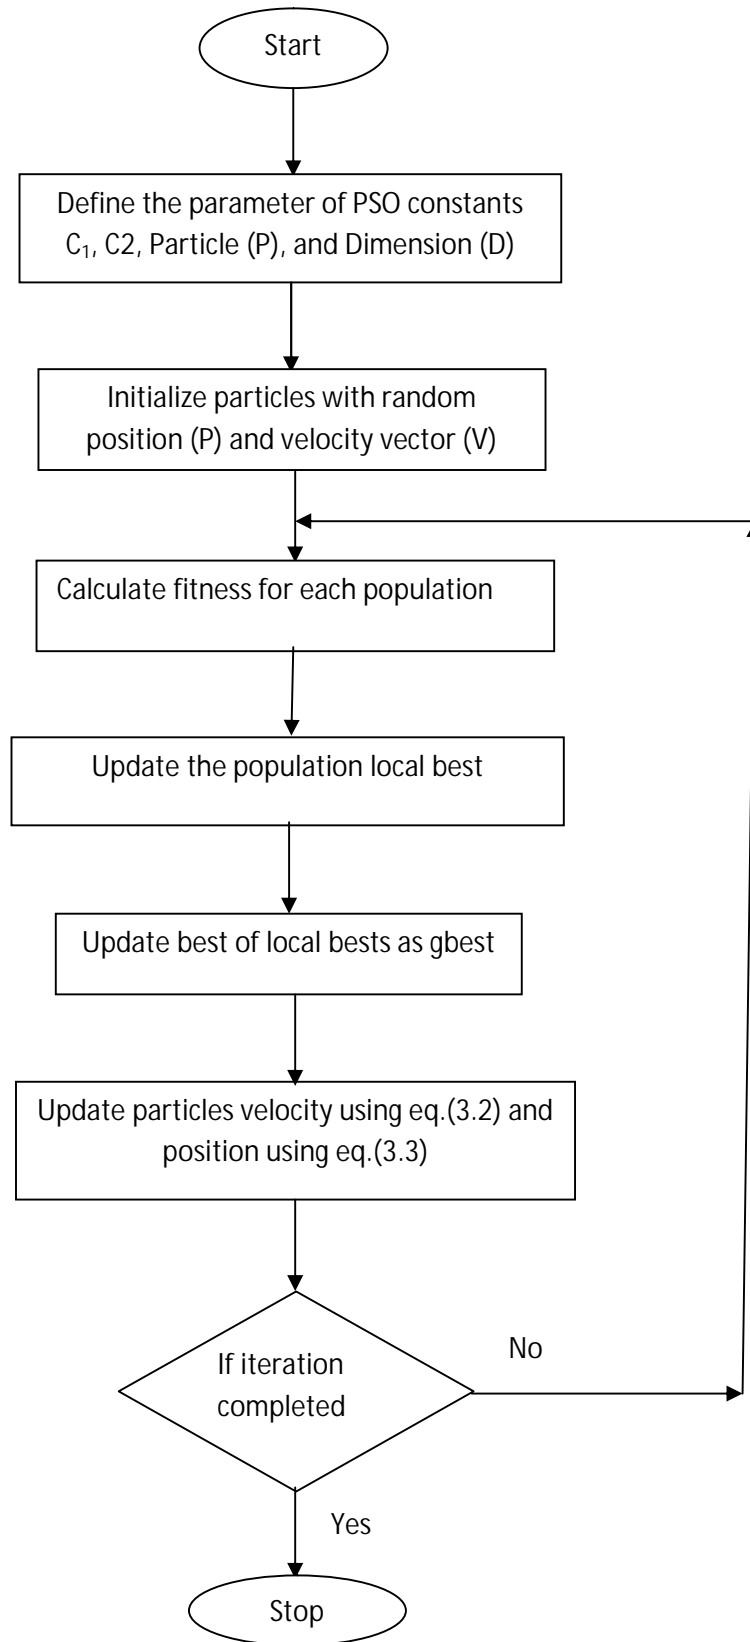 Start
Define the parameter of PSO constants
C₁, C2, Particle (P), and Dimension (D)
Initialize particles with random
position (P) and velocity vector (V)
Calculate fitness for each population
Update the population local best
Update best of local bests as gbest
Update particles velocity using eq.(3.2) and
position using eq.(3.3)
If iteration
completed
No
Yes
Stop